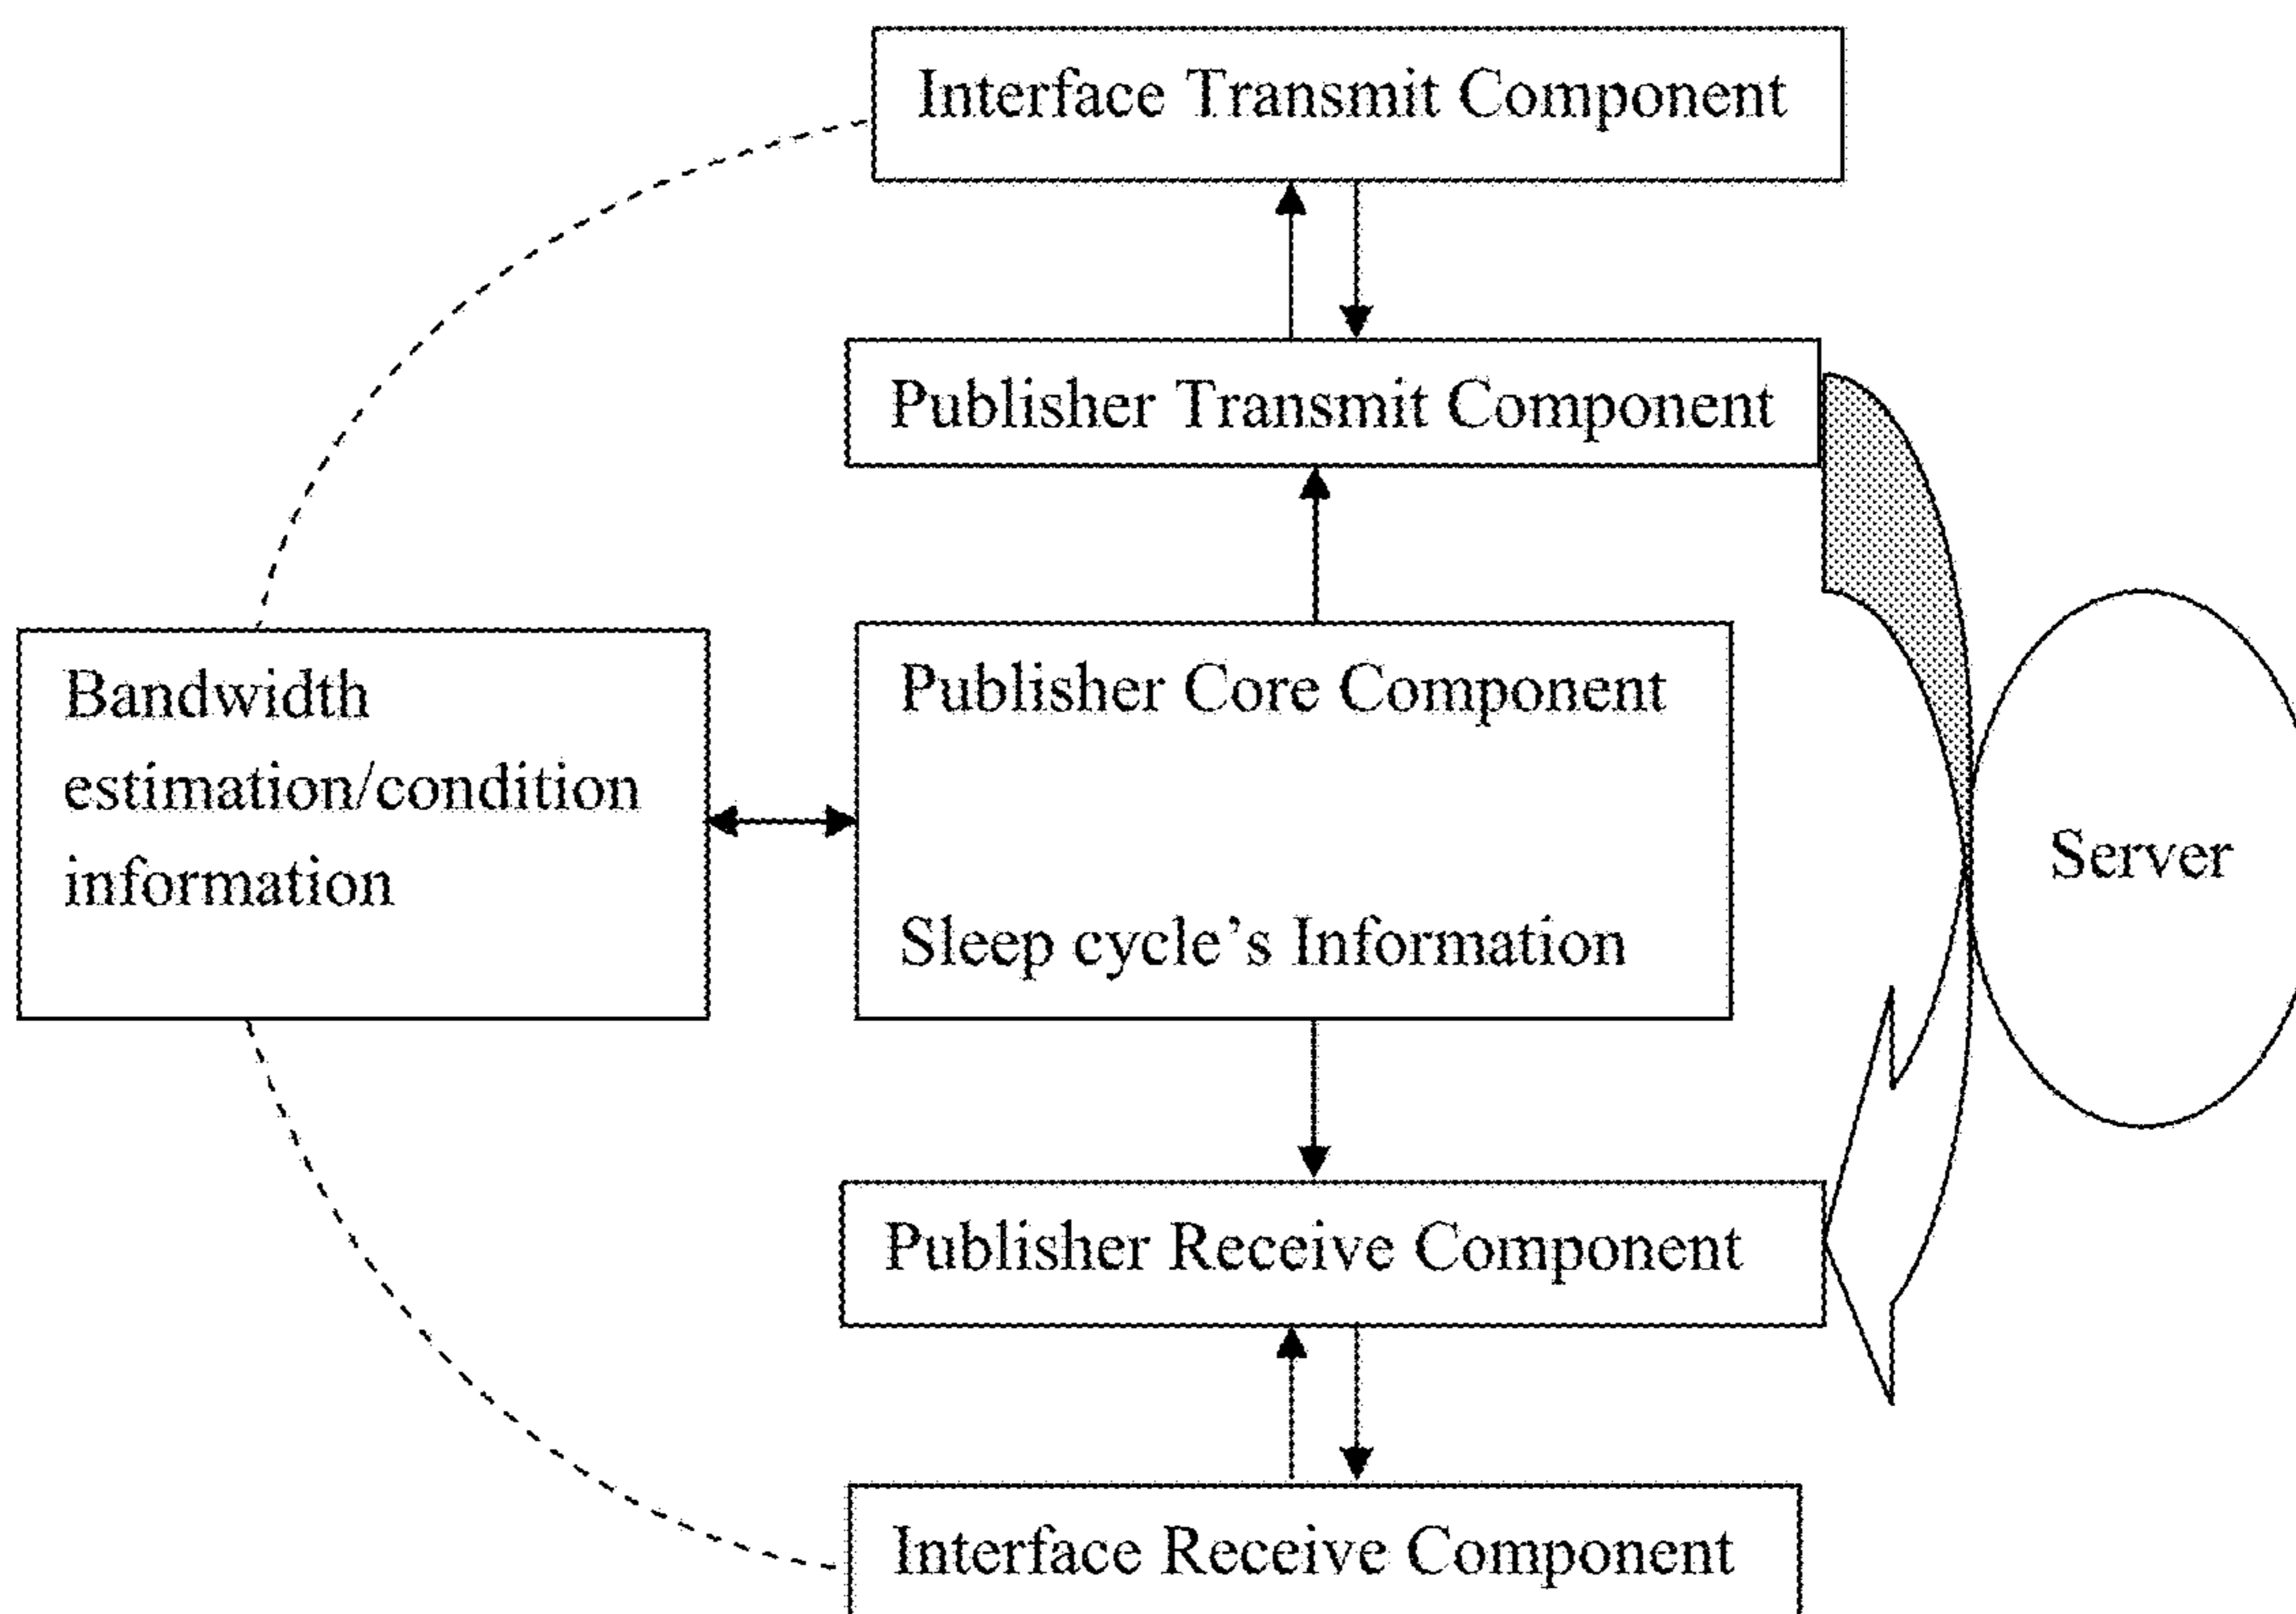 Interface Transmit Component
Publisher Transmit Component
Bandwidth
estimation/condition
information
Publisher Core Component
Sleep cycle's Information
Server
Publisher Receive Component
Interface Receive Component